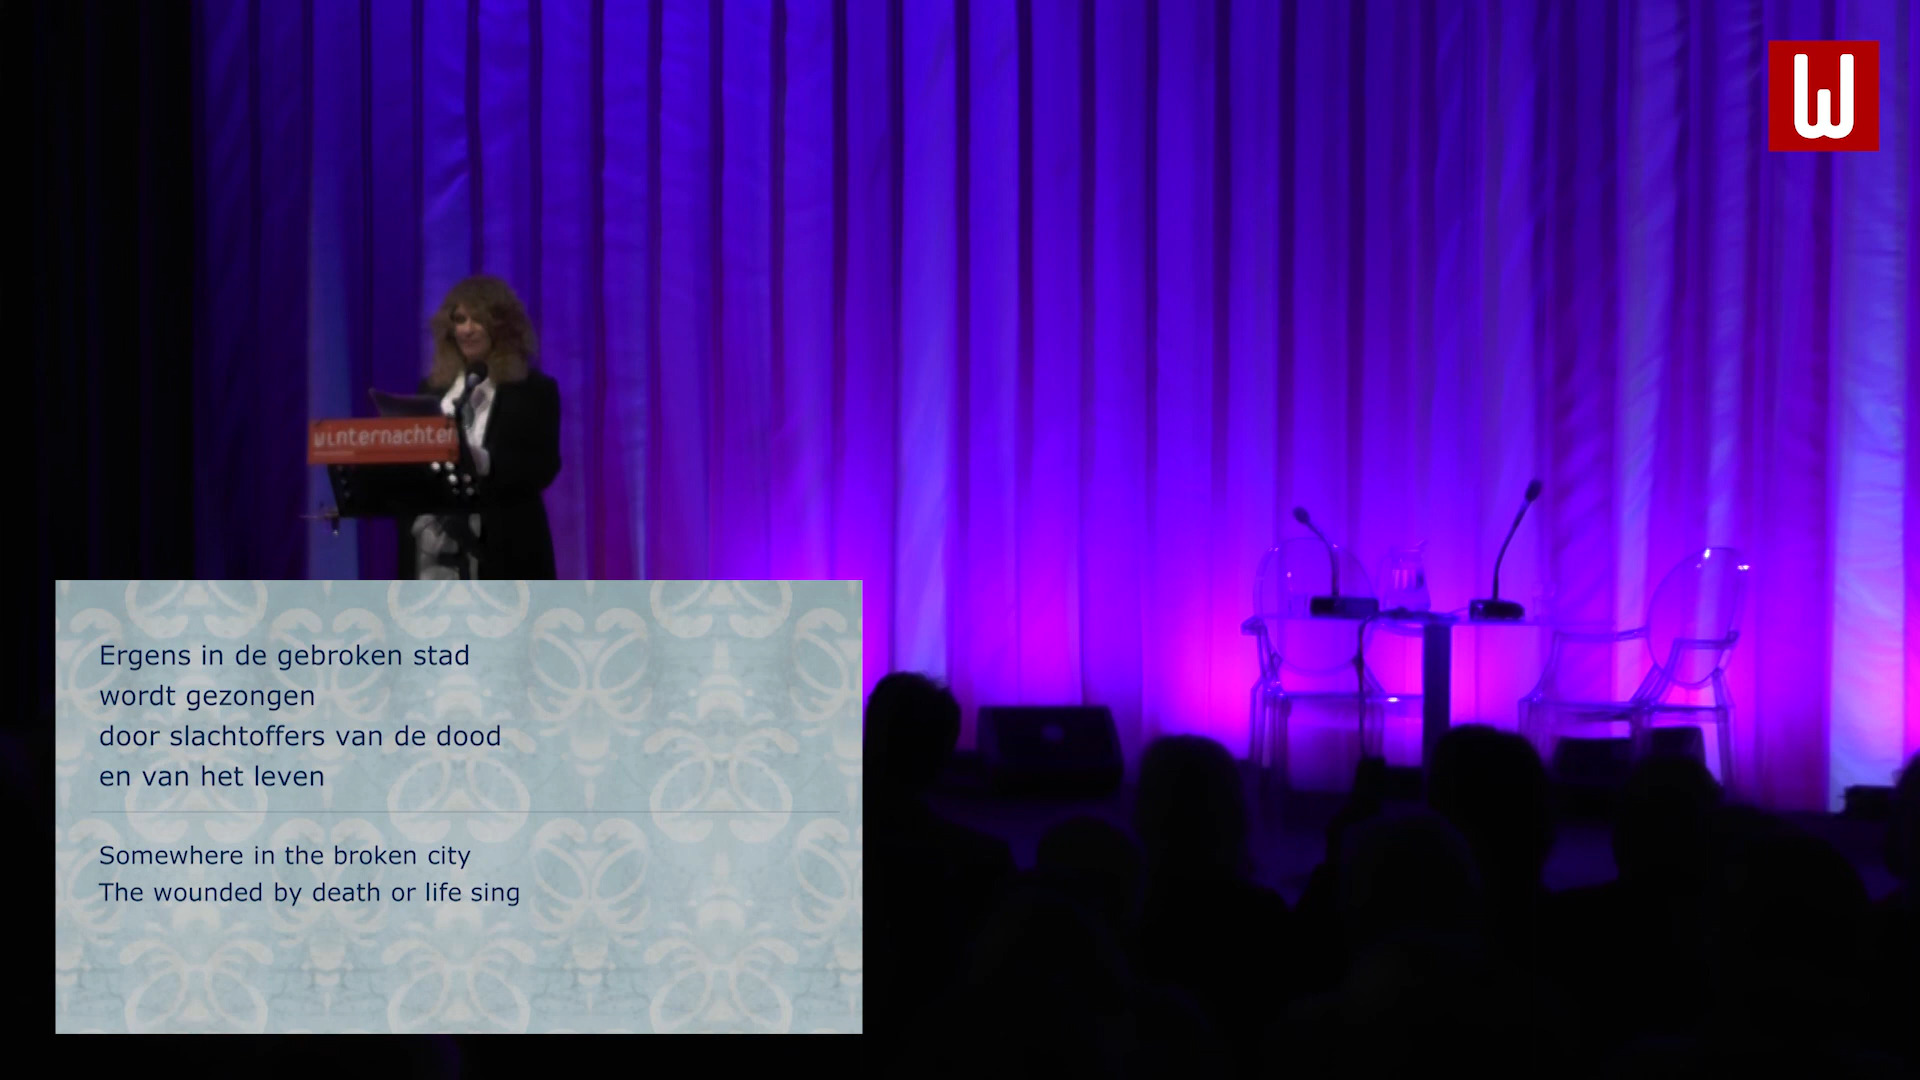 W
winternachten
Ergens in de gebroken stad
wordt gezongen
door slachtoffers van de dood
en van het leven
Somewhere in the broken city
The wounded by death or life sing